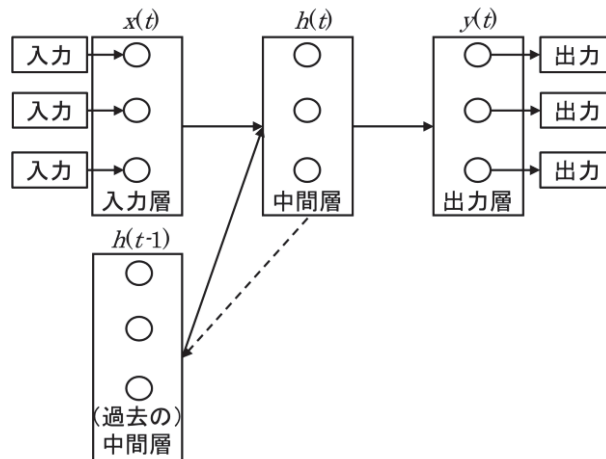 x(t) h(t) y(t)
入力 出力
入力 出力
入力 出力
入力層 中間層 出力層
h(t-1)
(過去の)
中間層